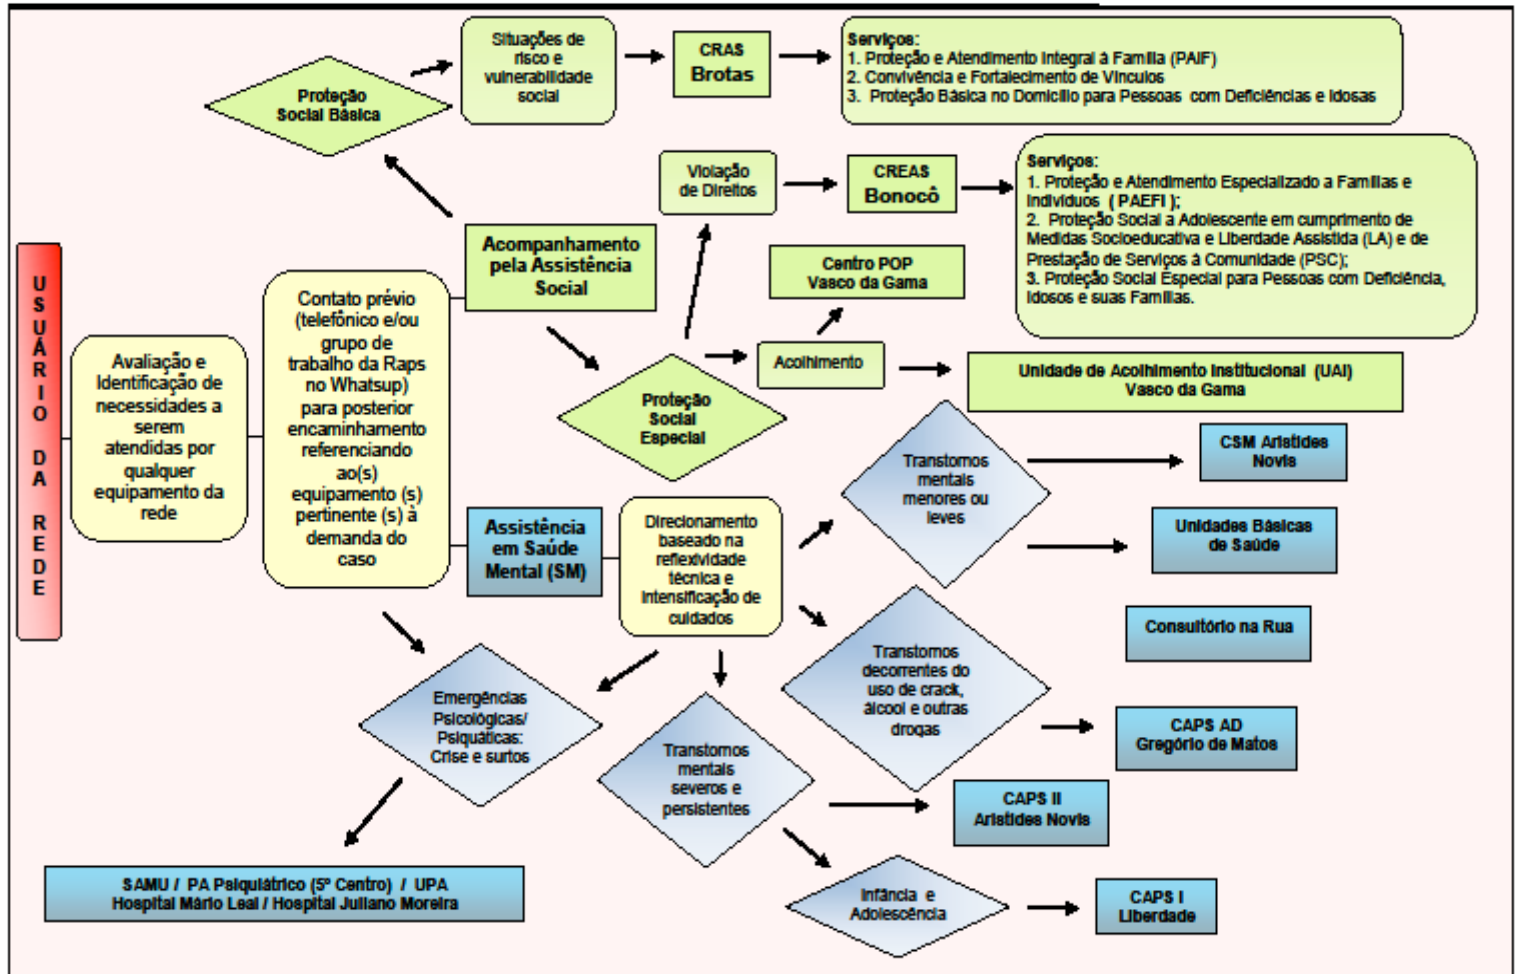 USUÁRIO DA REDE
Avaliação e
Identificação de
necessidades a
serem
atendidas por
qualquer
equipamento da
rede
Contato prévio
(telefônico e/ou
grupo de
trabalho da Raps
no Whatsup)
para posterior
encaminhamento
referenciando
ao(s)
equipamento (s)
pertinente (s) à
demanda do
caso
Acompanhamento
pela Assistência
Social
Proteção
Social Básica
Situações de
risco e
vulnerabilidade
social
CRAS
Brotas
Serviços:
1. Proteção e Atendimento Integral à Família (PAIF)
2. Convivência e Fortalecimento de Vínculos
3. Proteção Básica no Domicílio para Pessoas com Deficiências e Idosas
Proteção
Social
Especial
Violação
de Direitos
CREAS
Bonocô
Serviços:
1. Proteção e Atendimento Especializado a Famílias e
Indivíduos ( PAEFI );
2. Proteção Social a Adolescente em cumprimento de
Medidas Socioeducativa e Liberdade Assistida (LA) e de
Prestação de Serviços à Comunidade (PSC);
3. Proteção Social Especial para Pessoas com Deficiência,
Idosos e suas Famílias.
Acolhimento
Centro POP
Vasco da Gama
Unidade de Acolhimento Institucional (UAI)
Vasco da Gama
Assistência
em Saúde
Mental (SM)
Direcionamento
baseado na
reflexividade
técnica e
Intensificação de
cuidados
Transtornos
mentais
menores ou
leves
CSM Aristides
Novis
Unidades Básicas
de Saúde
Consultório na Rua
Transtornos
decorrentes do
uso de crack,
álcool e outras
drogas
CAPS AD
Gregório de Matos
Transtornos
mentais
severos e
persistentes
CAPS II
Aristides Novis
Infância e
Adolescência
CAPS I
Liberdade
Emergências
Psicológicas/
Psiquáticas:
Crise e surtos
SAMU / PA Psiquiátrico (5º Centro) / UPA
Hospital Mário Leal / Hospital Juliano Moreira